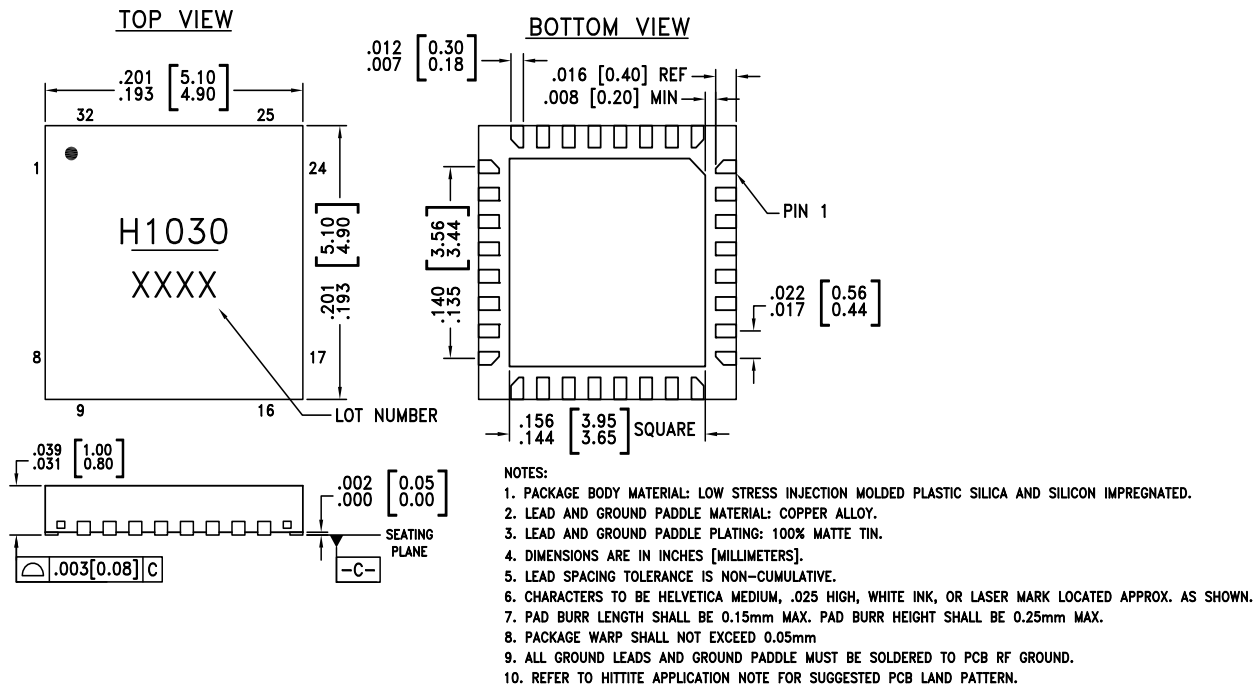 TOP VIEW
BOTTOM VIEW
.201 [5.10]
.193 [4.90]
32
25
1
24
H1030
XXXX
.201 [5.10]
.193 [4.90]
8
17
9
16
LOT NUMBER
.012 [0.30]
.007 [0.18]
.016 [0.40] REF
.008 [0.20] MIN
PIN 1
.140 [3.56]
.135 [3.44]
.022 [0.56]
.017 [0.44]
.156 [3.95]
.144 [3.65] SQUARE
.039 [1.00]
.031 [0.80]
.002 [0.05]
.000 [0.00]
SEATING
PLANE
⌓ .003[0.08] C
-C-
NOTES:
1. PACKAGE BODY MATERIAL: LOW STRESS INJECTION MOLDED PLASTIC SILICA AND SILICON IMPREGNATED.
2. LEAD AND GROUND PADDLE MATERIAL: COPPER ALLOY.
3. LEAD AND GROUND PADDLE PLATING: 100% MATTE TIN.
4. DIMENSIONS ARE IN INCHES [MILLIMETERS].
5. LEAD SPACING TOLERANCE IS NON-CUMULATIVE.
6. CHARACTERS TO BE HELVETICA MEDIUM, .025 HIGH, WHITE INK, OR LASER MARK LOCATED APPROX. AS SHOWN.
7. PAD BURR LENGTH SHALL BE 0.15mm MAX. PAD BURR HEIGHT SHALL BE 0.25mm MAX.
8. PACKAGE WARP SHALL NOT EXCEED 0.05mm
9. ALL GROUND LEADS AND GROUND PADDLE MUST BE SOLDERED TO PCB RF GROUND.
10. REFER TO HITTITE APPLICATION NOTE FOR SUGGESTED PCB LAND PATTERN.